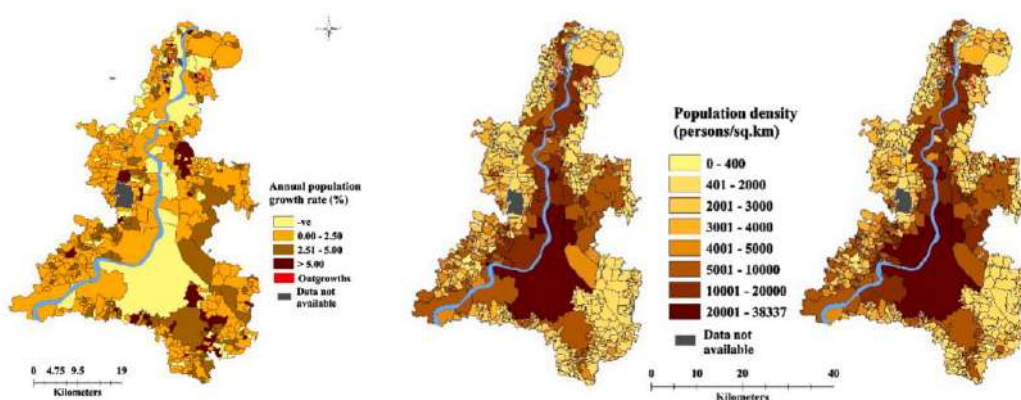 Annual population
growth rate (%)
-ve
0.00 - 2.50
2.51 - 5.00
> 5.00
Outgrowths
Data not
available
0 4.75 9.5 19
Kilometers
Population density
(persons/sq.km)
0 - 400
401 - 2000
2001 - 3000
3001 - 4000
4001 - 5000
5001 - 10000
10001 - 20000
20001 - 38337
Data not
available
0 10 20 40
Kilometers